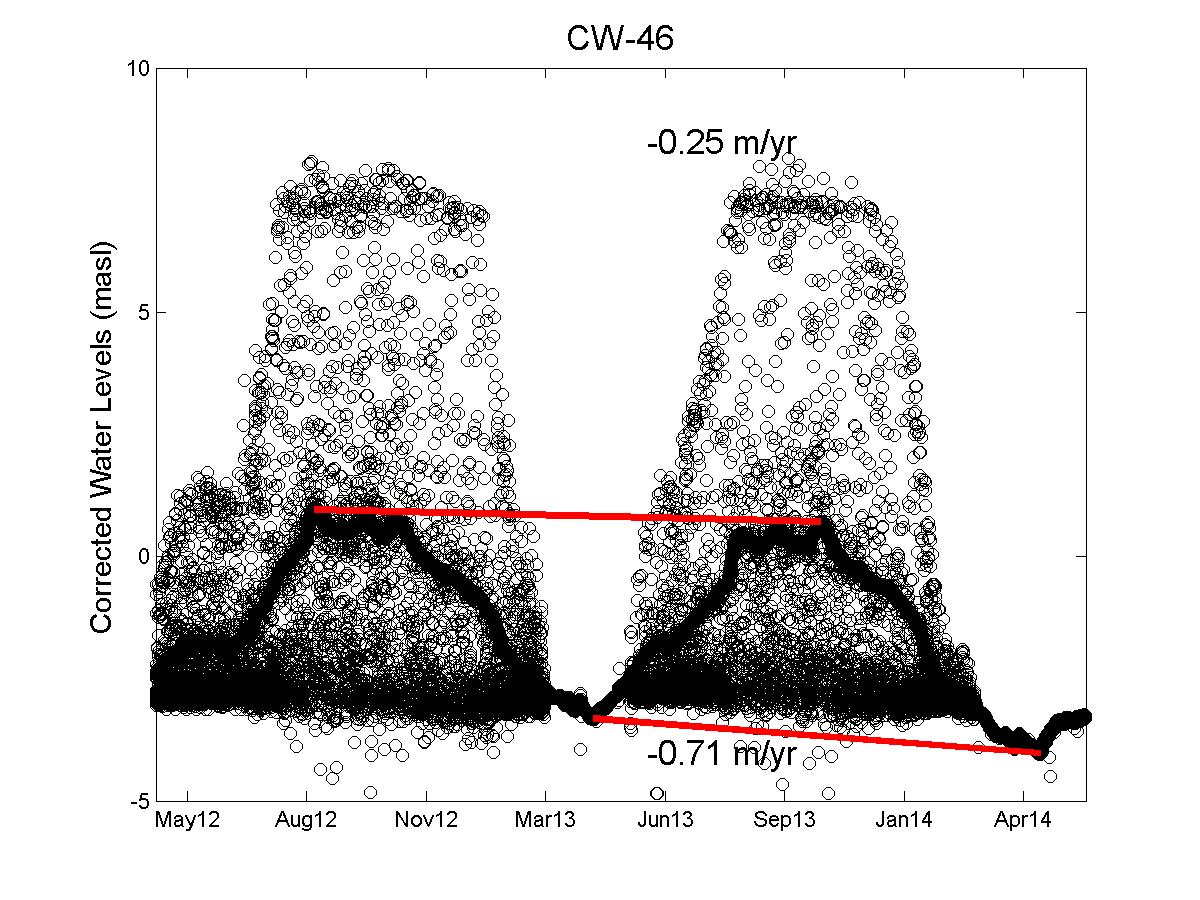 CW-46
10
5
0
-5
Corrected Water Levels (masl)
-0.25 m/yr
-0.71 m/yr
May12 Aug12 Nov12 Mar13 Jun13 Sep13 Jan14 Apr14